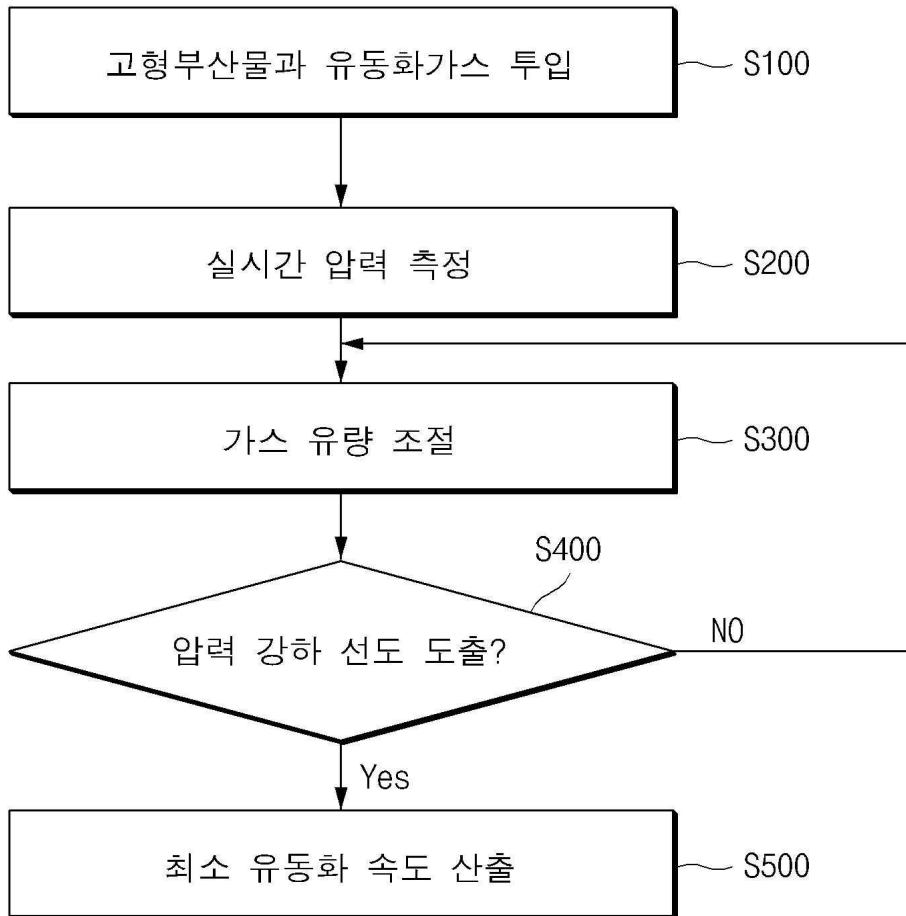 고형부산물과 유동화가스 투입
S100
실시간 압력 측정
S200
가스 유량 조절
S300
S400
압력 강하 선도 도출?
NO
Yes
최소 유동화 속도 산출
S500